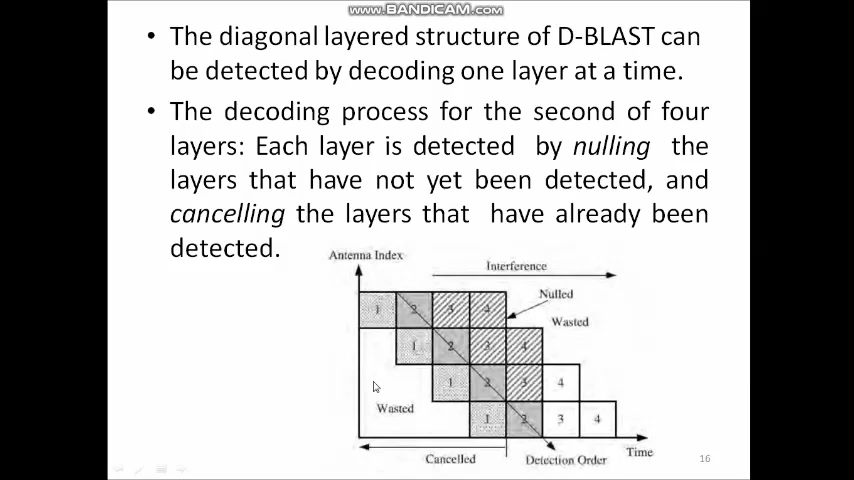 WWW.BANDICAM.COM
• The diagonal layered structure of D-BLAST can
be detected by decoding one layer at a time.
• The decoding process for the second of four
layers: Each layer is detected by nulling the
layers that have not yet been detected, and
cancelling the layers that have already been
detected.
Antenna Index
Interference
Nulled
Wasted
1 2 3 4
1 2 3 4
1 2 3 4
Wasted
1 2 3 4
Time
Cancelled
Detection Order
16